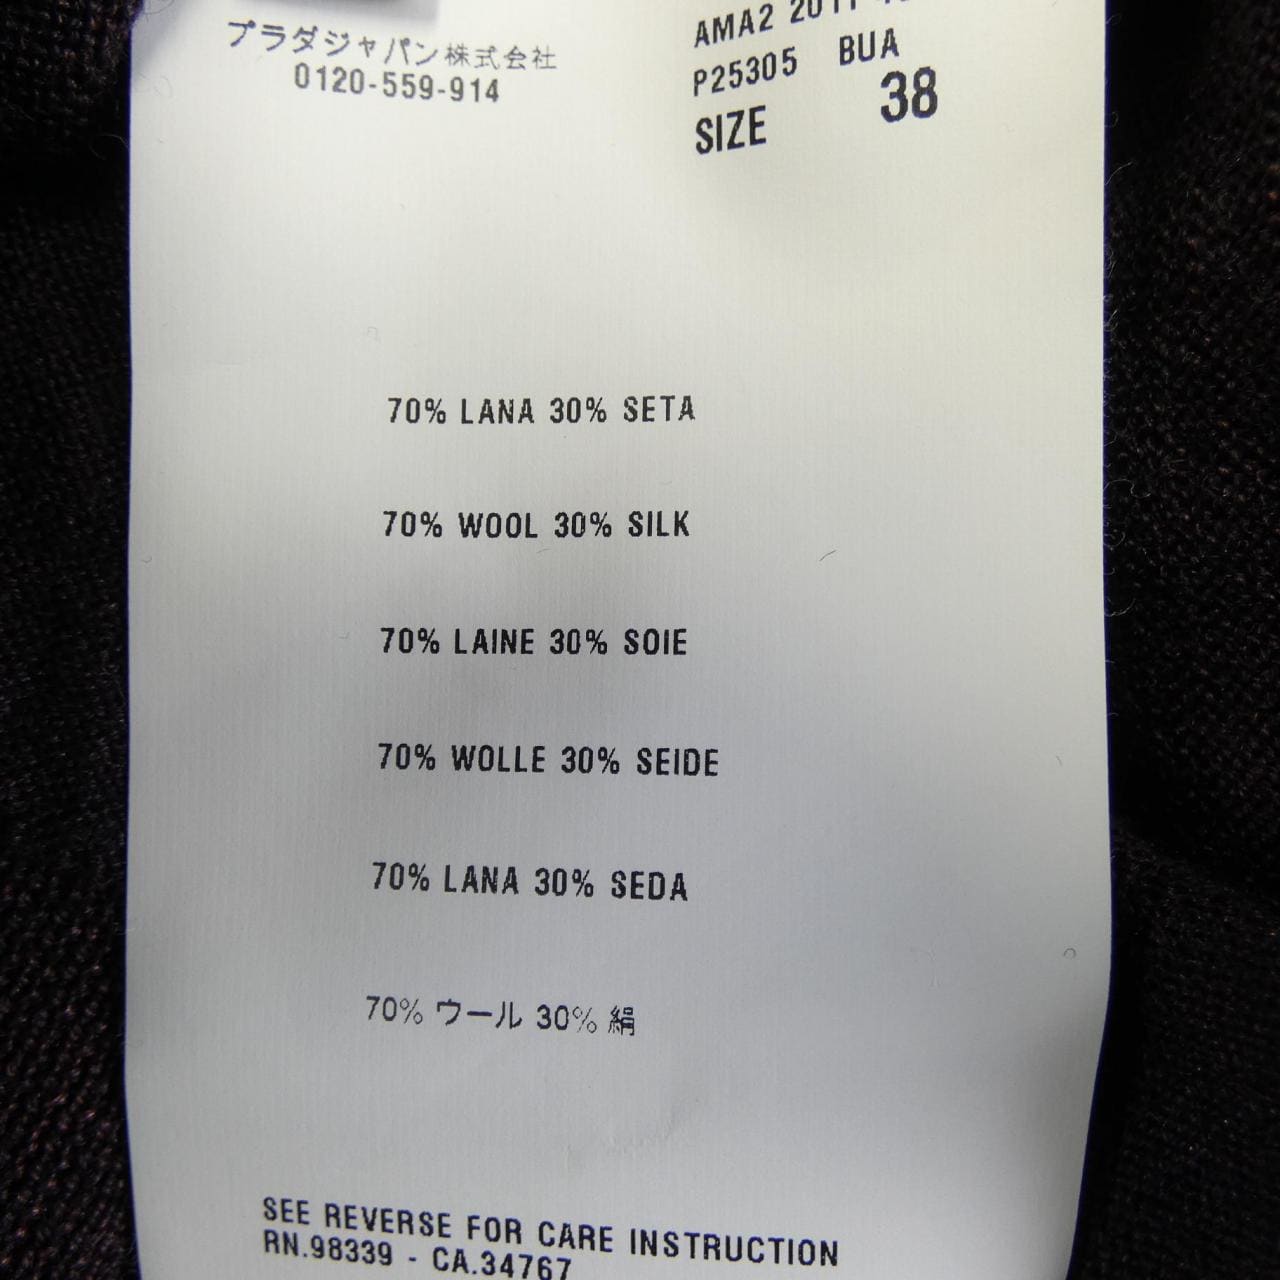 プラダジャパン株式会社
0120-559-914
AMA2
P25305 BUA
SIZE 38
70% LANA 30% SETA
70% WOOL 30% SILK
70% LAINE 30% SOIE
70% WOLLE 30% SEIDE
70% LANA 30% SEDA
70% ウール 30% 絹
SEE REVERSE FOR CARE INSTRUCTION
RN.98339 - CA.34767